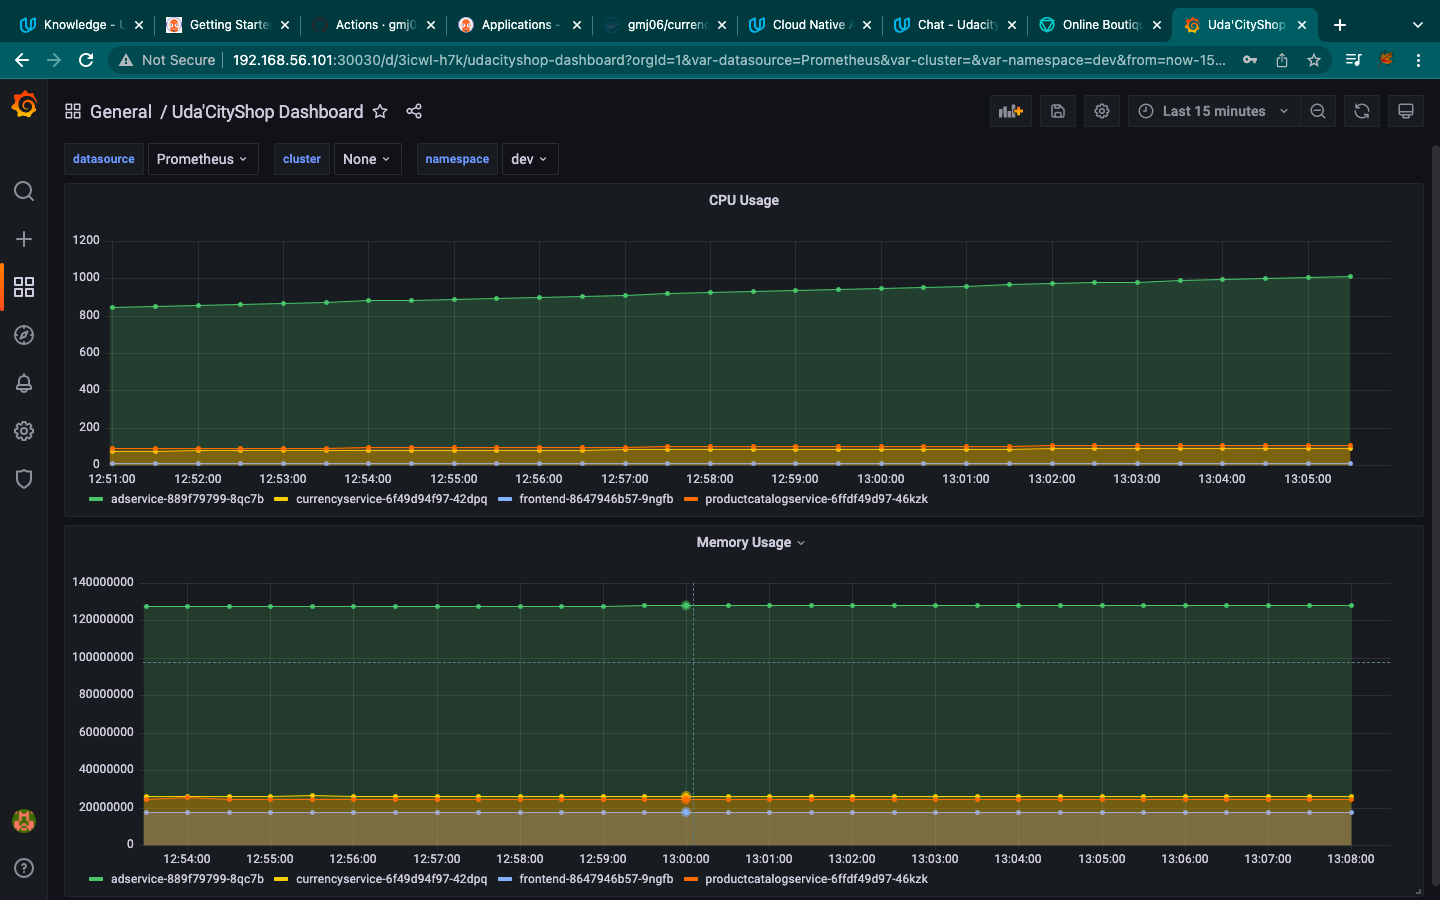 Knowledge - U
Getting Starte
Actions · gmj0
Applications -
gmj06/curren
Cloud Native A
Chat - Udacity
Online Boutiqu
Uda'CityShop
Not Secure
192.168.56.101:30030/d/3icwI-h7k/udacityshop-dashboard?orgId=1&var-datasource=Prometheus&var-cluster=&var-namespace=dev&from=now-15...
General / Uda'CityShop Dashboard
Last 15 minutes
datasource Prometheus cluster None namespace dev
CPU Usage
1200
1000
800
600
400
200
0
12:51:00 12:52:00 12:53:00 12:54:00 12:55:00 12:56:00 12:57:00 12:58:00 12:59:00 13:00:00 13:01:00 13:02:00 13:03:00 13:04:00 13:05:00
adservice-889f79799-8qc7b currencyservice-6f49d94f97-42dpq frontend-8647946b57-9ngfb productcatalogservice-6ffdf49d97-46kzk
Memory Usage
140000000
120000000
100000000
80000000
60000000
40000000
20000000
0
12:54:00 12:55:00 12:56:00 12:57:00 12:58:00 12:59:00 13:00:00 13:01:00 13:02:00 13:03:00 13:04:00 13:05:00 13:06:00 13:07:00 13:08:00
adservice-889f79799-8qc7b currencyservice-6f49d94f97-42dpq frontend-8647946b57-9ngfb productcatalogservice-6ffdf49d97-46kzk